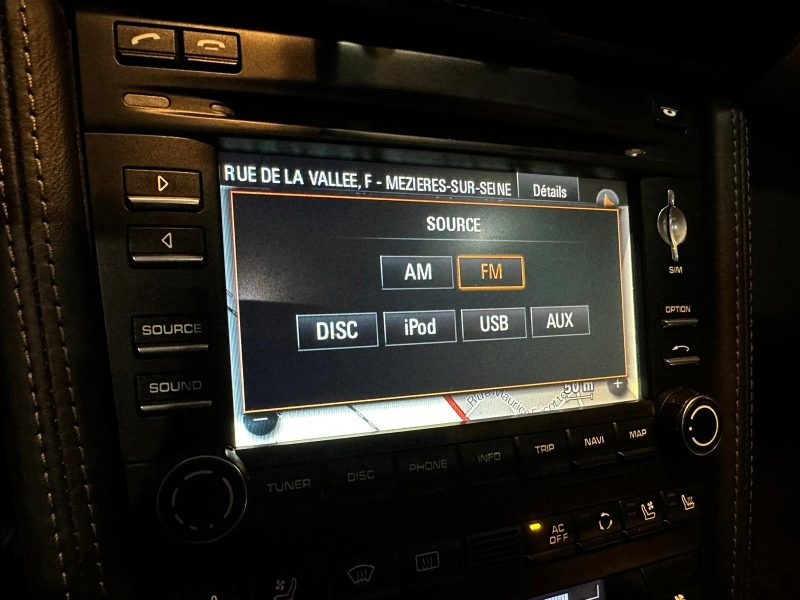 RUE DE LA VALLEE, F - MEZIERES-SUR-SEINE Détails
SOURCE
AM FM
DISC iPod USB AUX
50 m
SOURCE
SOUND
SIM
OPTION
TUNER DISC PHONE INFO TRIP NAVI MAP
AC
OFF